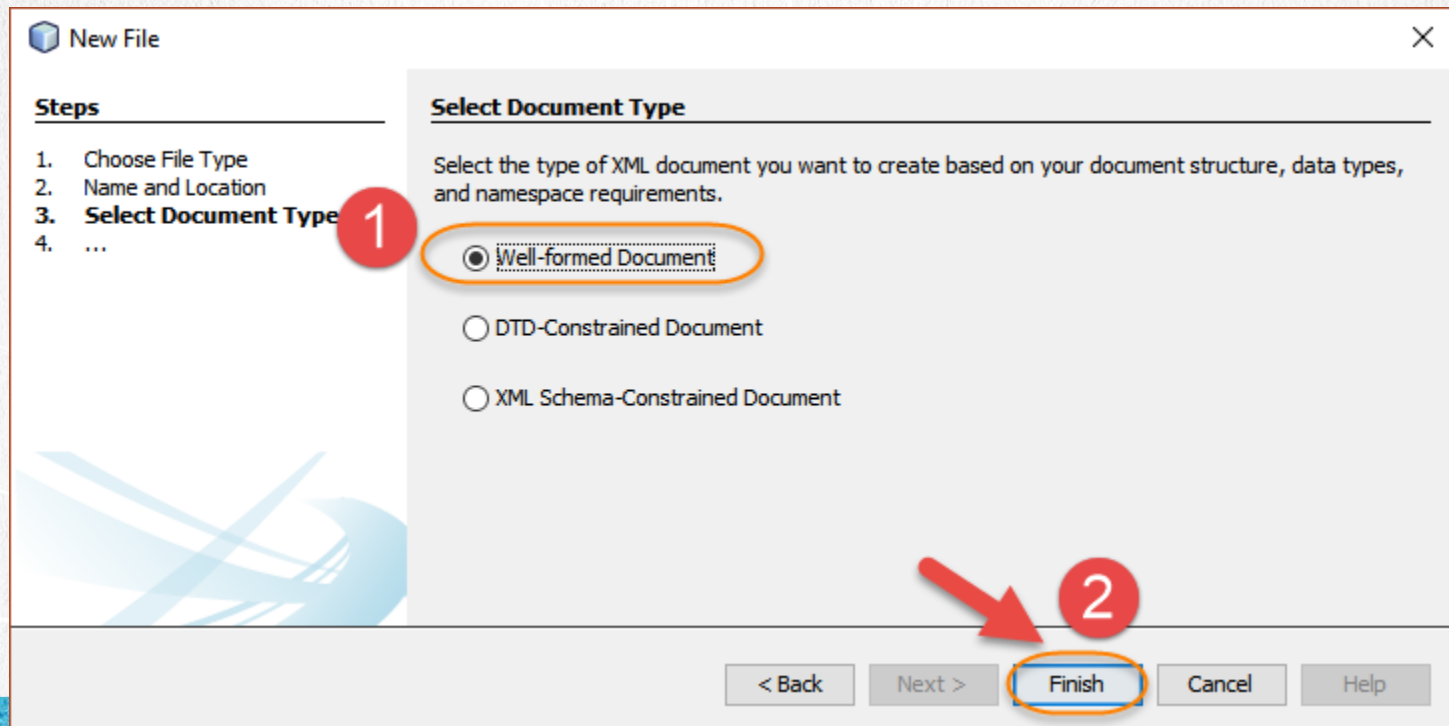 New File
Steps
1. Choose File Type
2. Name and Location
3. Select Document Type
4. ...
Select Document Type
Select the type of XML document you want to create based on your document structure, data types,
and namespace requirements.
1
Well-formed Document
DTD-Constrained Document
XML Schema-Constrained Document
2
< Back Next > Finish Cancel Help